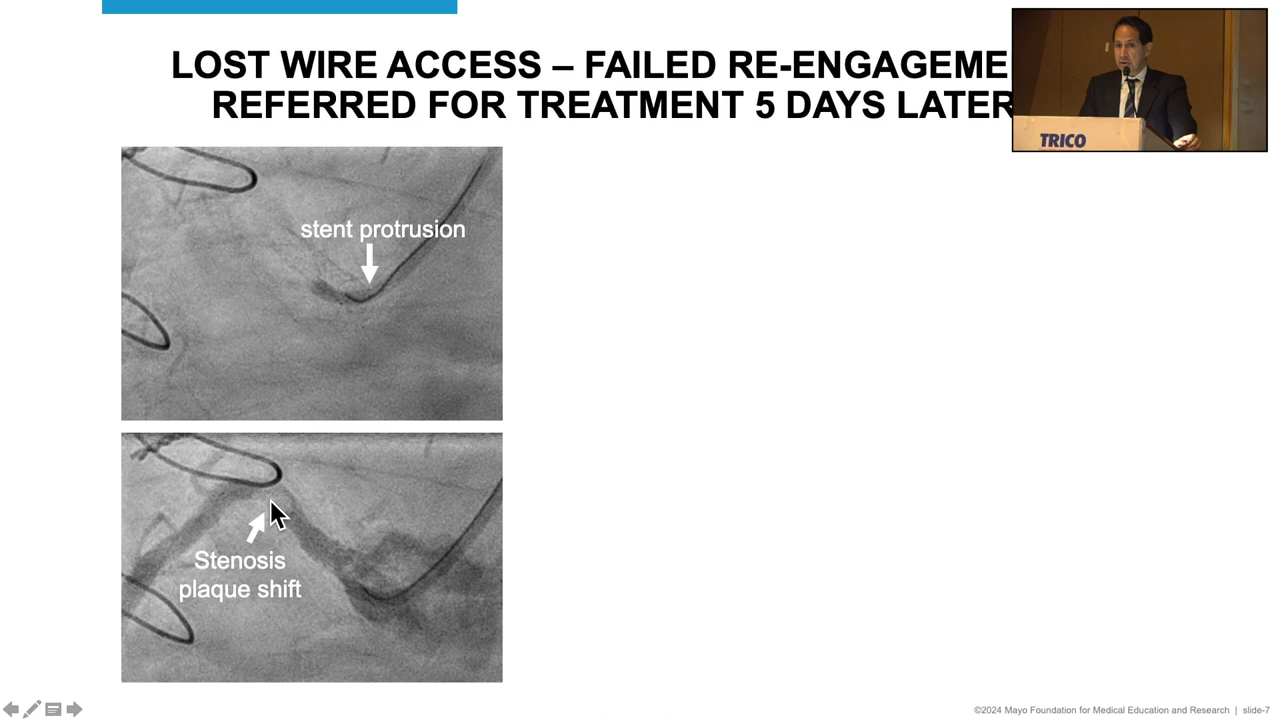 LOST WIRE ACCESS – FAILED RE-ENGAGEME
REFERRED FOR TREATMENT 5 DAYS LATER
TRICO
stent protrusion
Stenosis
plaque shift
©2024 Mayo Foundation for Medical Education and Research | slide-7